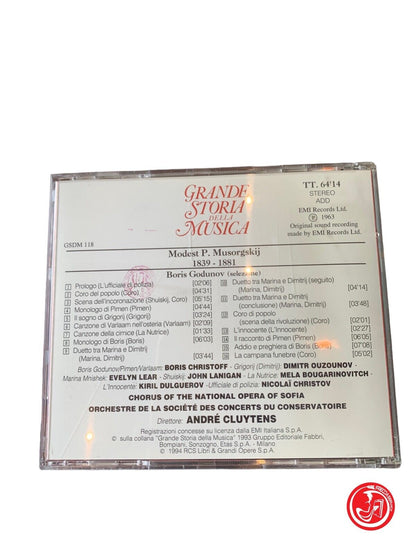 GRANDE
STORIA
DELLA
MUSICA
TT. 64'14
STEREO
ADD
EMI Records Ltd.
℗ 1963
Original sound recording
made by EMI Records Ltd.
GSDM 118
Modest P. Musorgskij
1839 - 1881
Boris Godunov (selezione)
1 Prologo (L'ufficiale di polizia) [02'06]
2 Coro del popolo (Coro) [04'31]
3 Scena dell'incoronazione (Shuiskij, Coro) [05'15]
4 Monologo di Pimen (Pimen) [04'44]
5 Il sogno di Grigorij (Grigorij) [03'24]
6 Canzone di Varlaam nell'osteria (Varlaam) [02'09]
7 Canzone della cimice (La Nutrice) [01'17]
8 Monologo di Boris (Boris) [06'03]
9 Duetto tra Marina e Dimitrij
(Marina, Dimitrij) [03'44]
10 Duetto tra Marina e Dimitrij (seguito)
(Marina, Dimitrij) [04'14]
11 Duetto tra Marina e Dimitrij
(conclusione) (Marina, Dimitrij) [03'48]
12 Coro di popolo
(scena della rivoluzione) (Coro) [02'01]
13 L'innocente (L'Innocente) [02'27]
14 Il racconto di Pimen (Pimen) [06'05]
15 Addio e preghiera di Boris (Boris) [07'08]
16 La campana funebre (Coro) [05'02]
Boris Godunov/Pimen/Varlaam: BORIS CHRISTOFF - Grigorij (Dimitrij): DIMITR OUZOUNOV -
Marina Mnishek: EVELYN LEAR - Shuiskij: JOHN LANIGAN - La Nutrice: MELA BOUGARINOVITCH -
L'Innocente: KIRIL DULGUEROV - Ufficiale di polizia: NICOLAÏ CHRISTOV
CHORUS OF THE NATIONAL OPERA OF SOFIA
ORCHESTRE DE LA SOCIÉTÉ DES CONCERTS DU CONSERVATOIRE
Direttore: ANDRÉ CLUYTENS
Registrazioni concesse su licenza dalla EMI Italiana S.p.A.
© sulla collana "Grande Storia della Musica" 1993 Gruppo Editoriale Fabbri,
Bompiani, Sonzogno, Etas S.p.A. - Milano
© 1994 RCS Libri & Grandi Opere S.p.A.